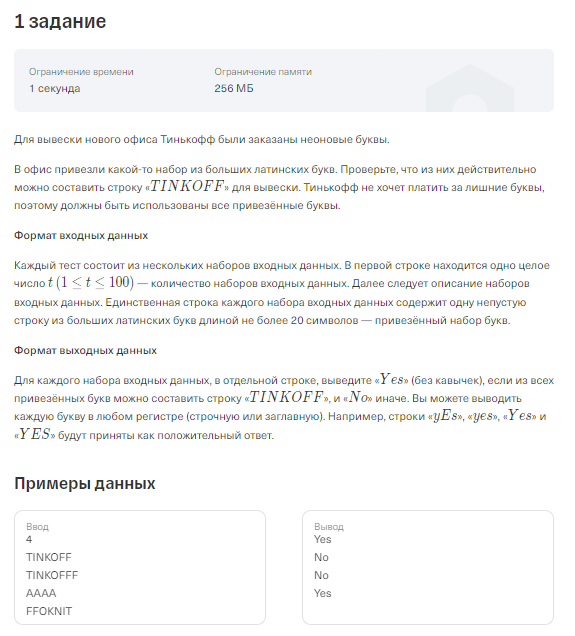 1 задание
Ограничение времени
1 секунда
Ограничение памяти
256 МБ
Для вывески нового офиса Тинькофф были заказаны неоновые буквы.
В офис привезли какой-то набор из больших латинских букв. Проверьте, что из них действительно
можно составить строку «TINKOFF» для вывески. Тинькофф не хочет платить за лишние буквы,
поэтому должны быть использованы все привезённые буквы.
Формат входных данных
Каждый тест состоит из нескольких наборов входных данных. В первой строке находится одно целое
число t (1 ≤ t ≤ 100) — количество наборов входных данных. Далее следует описание наборов
входных данных. Единственная строка каждого набора входных данных содержит одну непустую
строку из больших латинских букв длиной не более 20 символов — привезённый набор букв.
Формат выходных данных
Для каждого набора входных данных, в отдельной строке, выведите «Yes» (без кавычек), если из всех
привезённых букв можно составить строку «TINKOFF», и «No» иначе. Вы можете выводить
каждую букву в любом регистре (строчную или заглавную). Например, строки «yEs», «yes», «Yes» и
«YES» будут приняты как положительный ответ.
Примеры данных
Ввод
4
TINKOFF
TINKOFFF
AAAA
FFOKNIT
Вывод
Yes
No
No
Yes